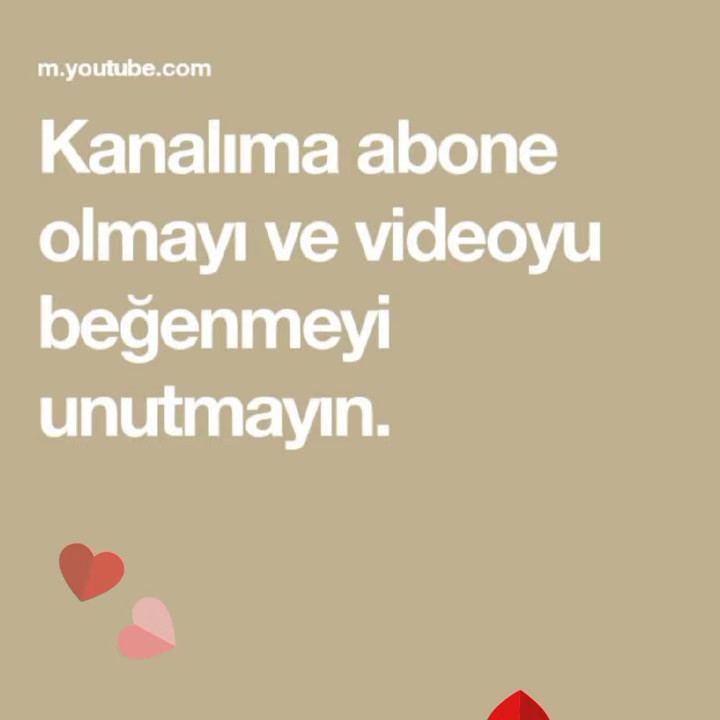 m.youtube.com
Kanalıma abone
olmayı ve videoyu
beğenmeyi
unutmayın.